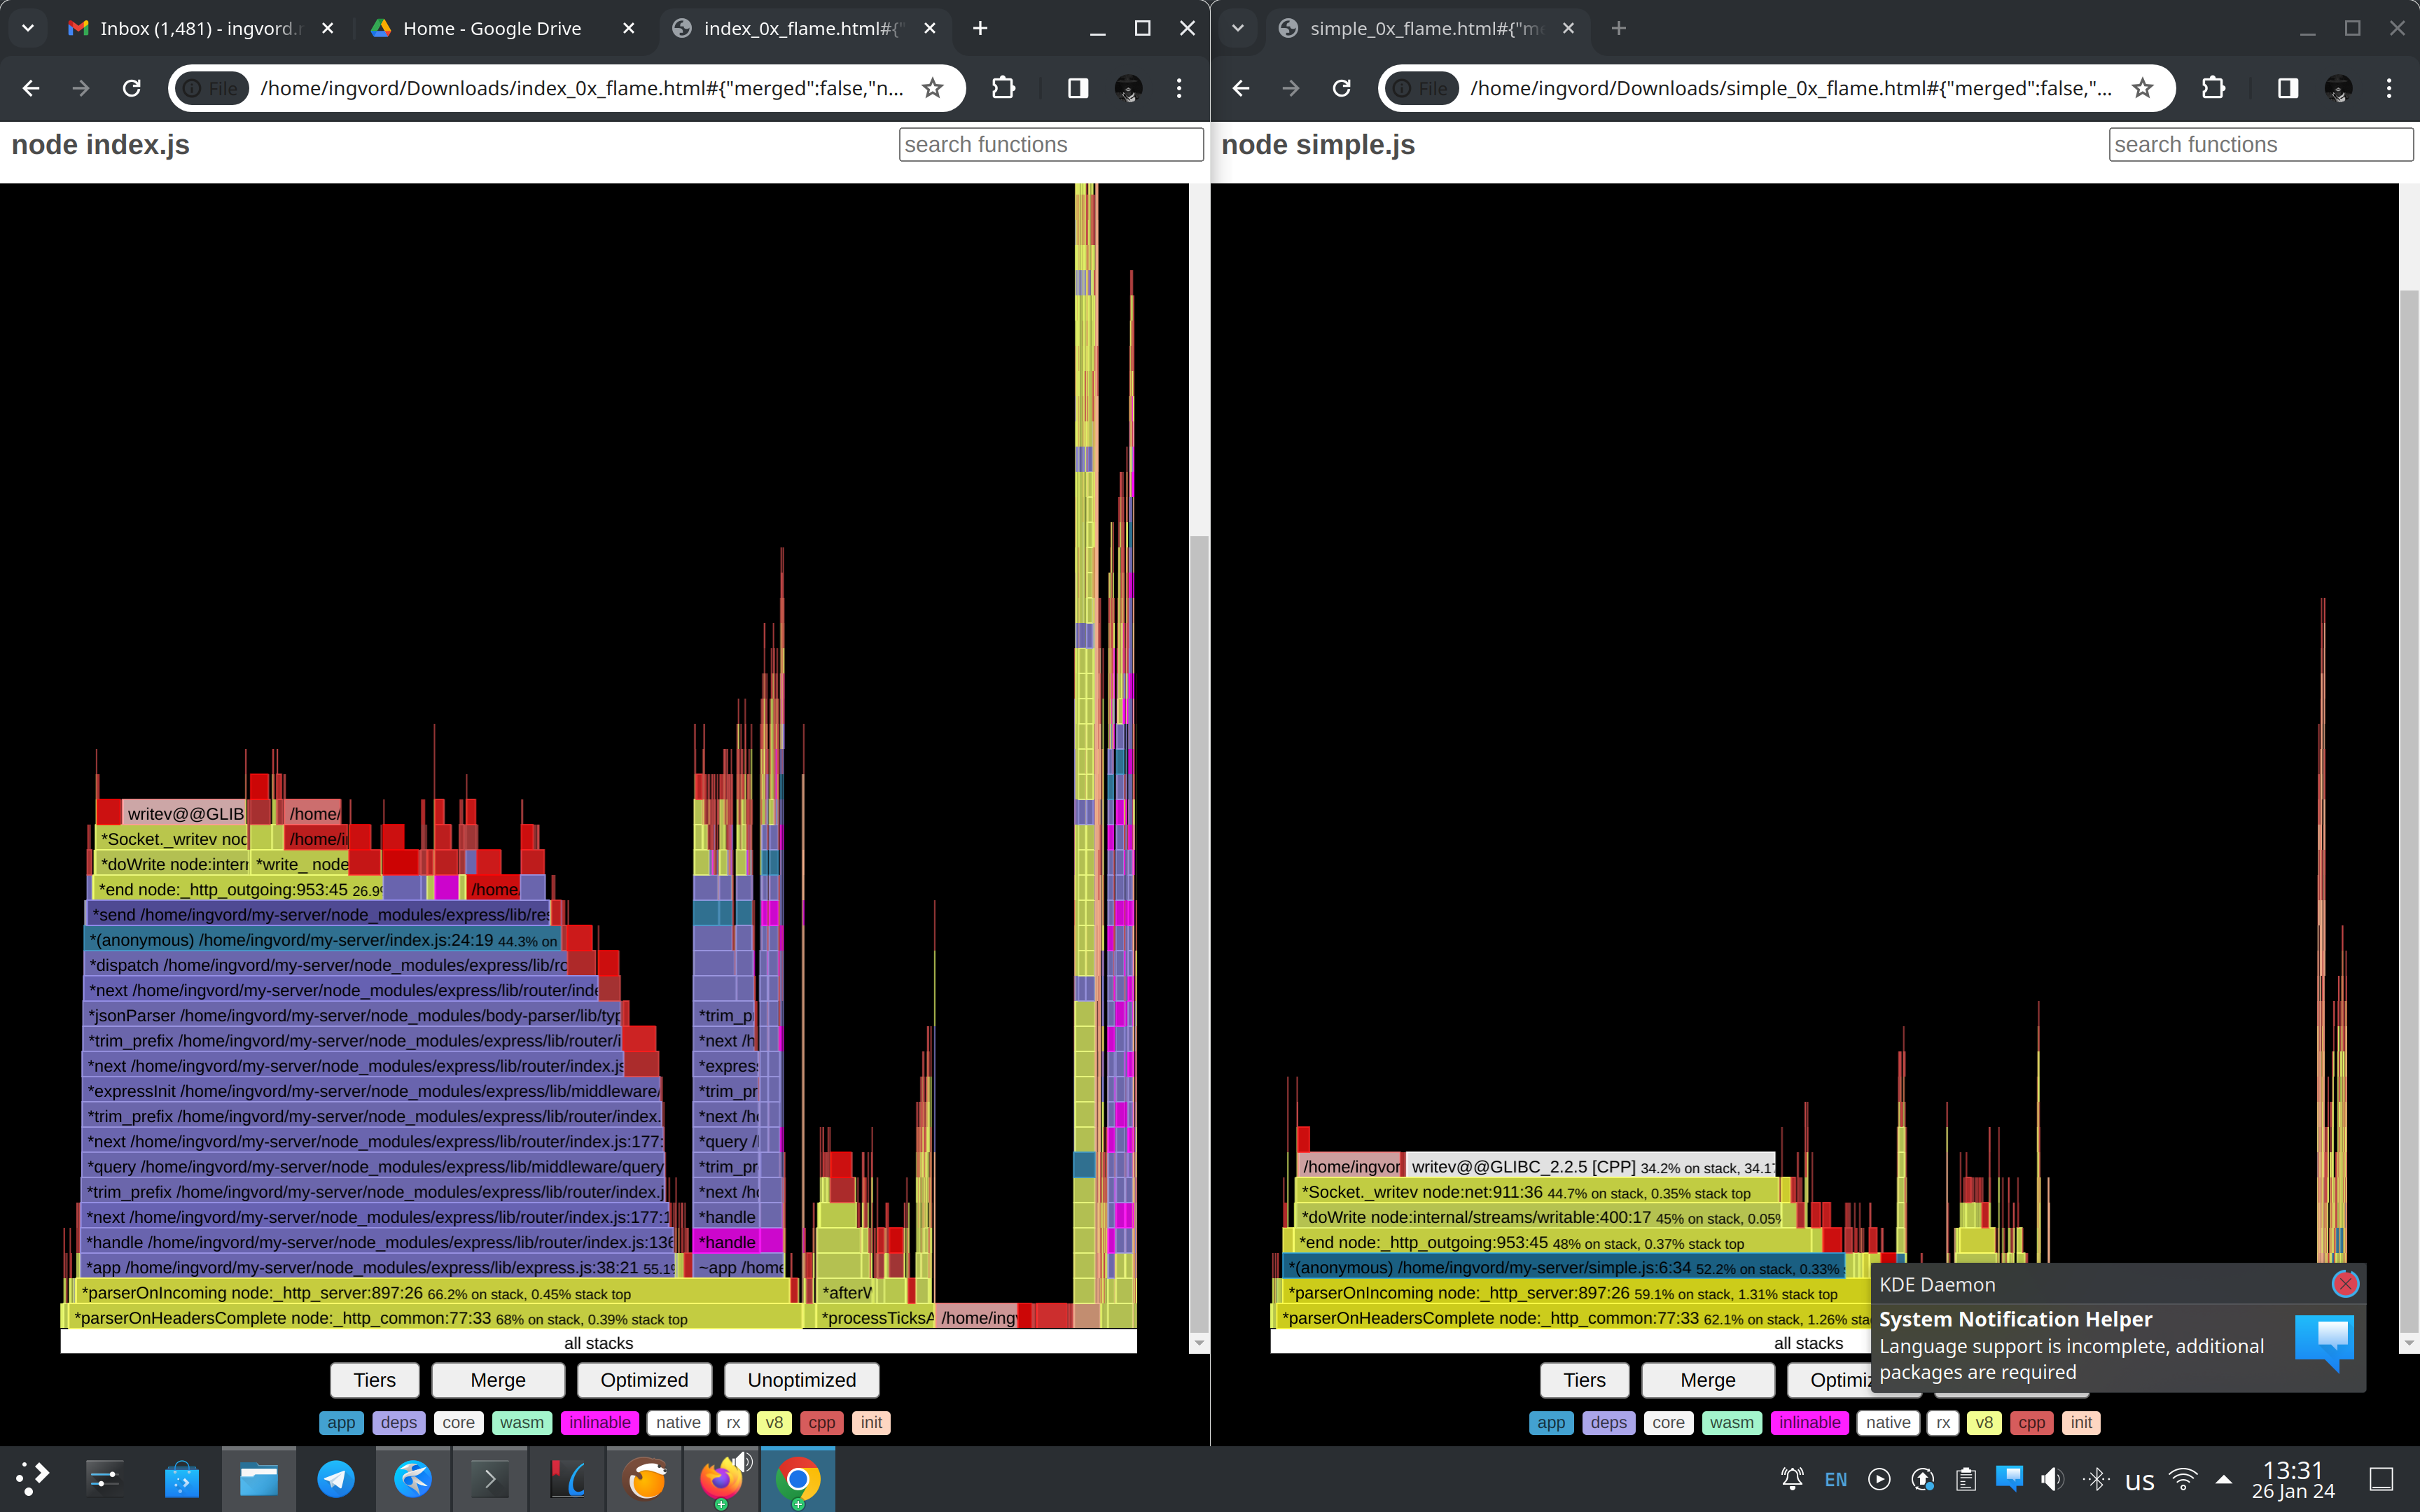 Inbox (1,481) - ingvord.r
Home - Google Drive
index_0x_flame.html#{"
File
/home/ingvord/Downloads/index_0x_flame.html#{"merged":false,"n...
node index.js
search functions
writev@@GLIB
/home/
*Socket._writev nod
/home/i
*doWrite node:inter
*write_ node
*end node:_http_outgoing:953:45 26.9
/home/
*send /home/ingvord/my-server/node_modules/express/lib/res
*(anonymous) /home/ingvord/my-server/index.js:24:19 44.3% on
*dispatch /home/ingvord/my-server/node_modules/express/lib/ro
*next /home/ingvord/my-server/node_modules/express/lib/router/inde
*jsonParser /home/ingvord/my-server/node_modules/body-parser/lib/typ
*trim_p
*trim_prefix /home/ingvord/my-server/node_modules/express/lib/router/i
*next /h
*next /home/ingvord/my-server/node_modules/express/lib/router/index.js
*express
*expressInit /home/ingvord/my-server/node_modules/express/lib/middleware/
*trim_pr
*trim_prefix /home/ingvord/my-server/node_modules/express/lib/router/index.
*next /ho
*next /home/ingvord/my-server/node_modules/express/lib/router/index.js:177:
*query /
*query /home/ingvord/my-server/node_modules/express/lib/middleware/query
*trim_pr
*trim_prefix /home/ingvord/my-server/node_modules/express/lib/router/index.j
*next /ho
*next /home/ingvord/my-server/node_modules/express/lib/router/index.js:177:1
*handle
*handle /home/ingvord/my-server/node_modules/express/lib/router/index.js:136
*handle
*app /home/ingvord/my-server/node_modules/express/lib/express.js:38:21 55.1
~app /home
*parserOnIncoming node:_http_server:897:26 66.2% on stack, 0.45% stack top
*afterW
*parserOnHeadersComplete node:_http_common:77:33 68% on stack, 0.39% stack top
*processTicksA
/home/ing
all stacks
Tiers
Merge
Optimized
Unoptimized
app
deps
core
wasm
inlinable
native
rx
v8
cpp
init
simple_0x_flame.html#{"me
File
/home/ingvord/Downloads/simple_0x_flame.html#{"merged":false,"...
node simple.js
search functions
/home/ingvor
writev@@GLIBC_2.2.5 [CPP] 34.2% on stack, 34.17
*Socket._writev node:net:911:36 44.7% on stack, 0.35% stack top
*doWrite node:internal/streams/writable:400:17 45% on stack, 0.05%
*end node:_http_outgoing:953:45 48% on stack, 0.37% stack top
*(anonymous) /home/ingvord/my-server/simple.js:6:34 52.2% on stack, 0.33%
*parserOnIncoming node:_http_server:897:26 59.1% on stack, 1.31% stack top
*parserOnHeadersComplete node:_http_common:77:33 62.1% on stack, 1.26% sta
all stacks
Tiers
Merge
Optimiz
app
deps
core
wasm
inlinable
native
rx
v8
cpp
init
KDE Daemon
System Notification Helper
Language support is incomplete, additional
packages are required
EN
us
13:31
26 Jan 24